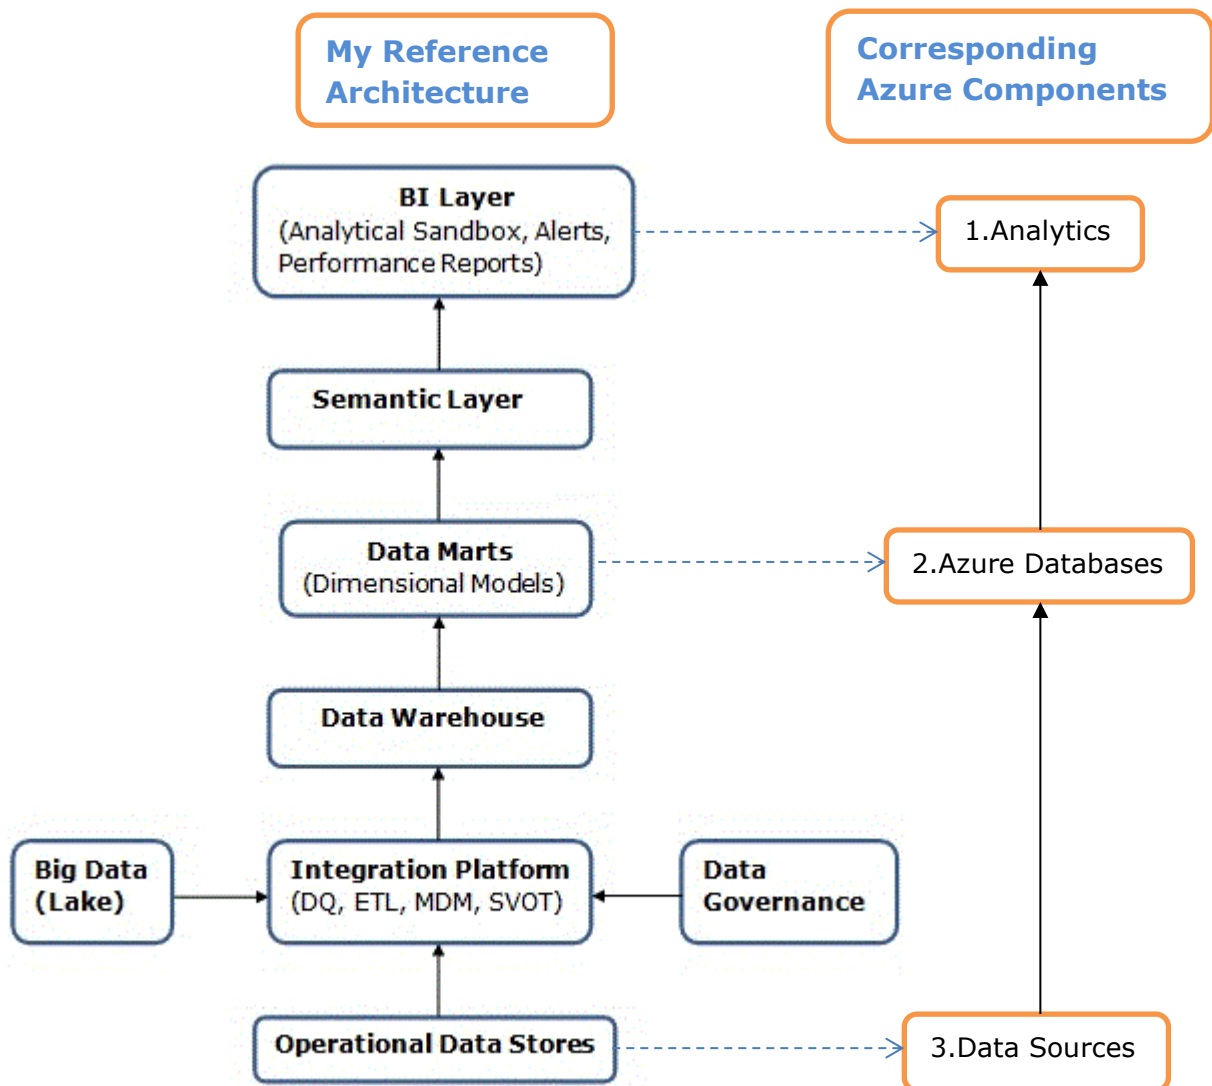 My Reference
Architecture
Corresponding
Azure Components
BI Layer
(Analytical Sandbox, Alerts,
Performance Reports)
1.Analytics
Semantic Layer
Data Marts
(Dimensional Models)
2.Azure Databases
Data Warehouse
Big Data
(Lake)
Integration Platform
(DQ, ETL, MDM, SVOT)
Data
Governance
Operational Data Stores
3.Data Sources